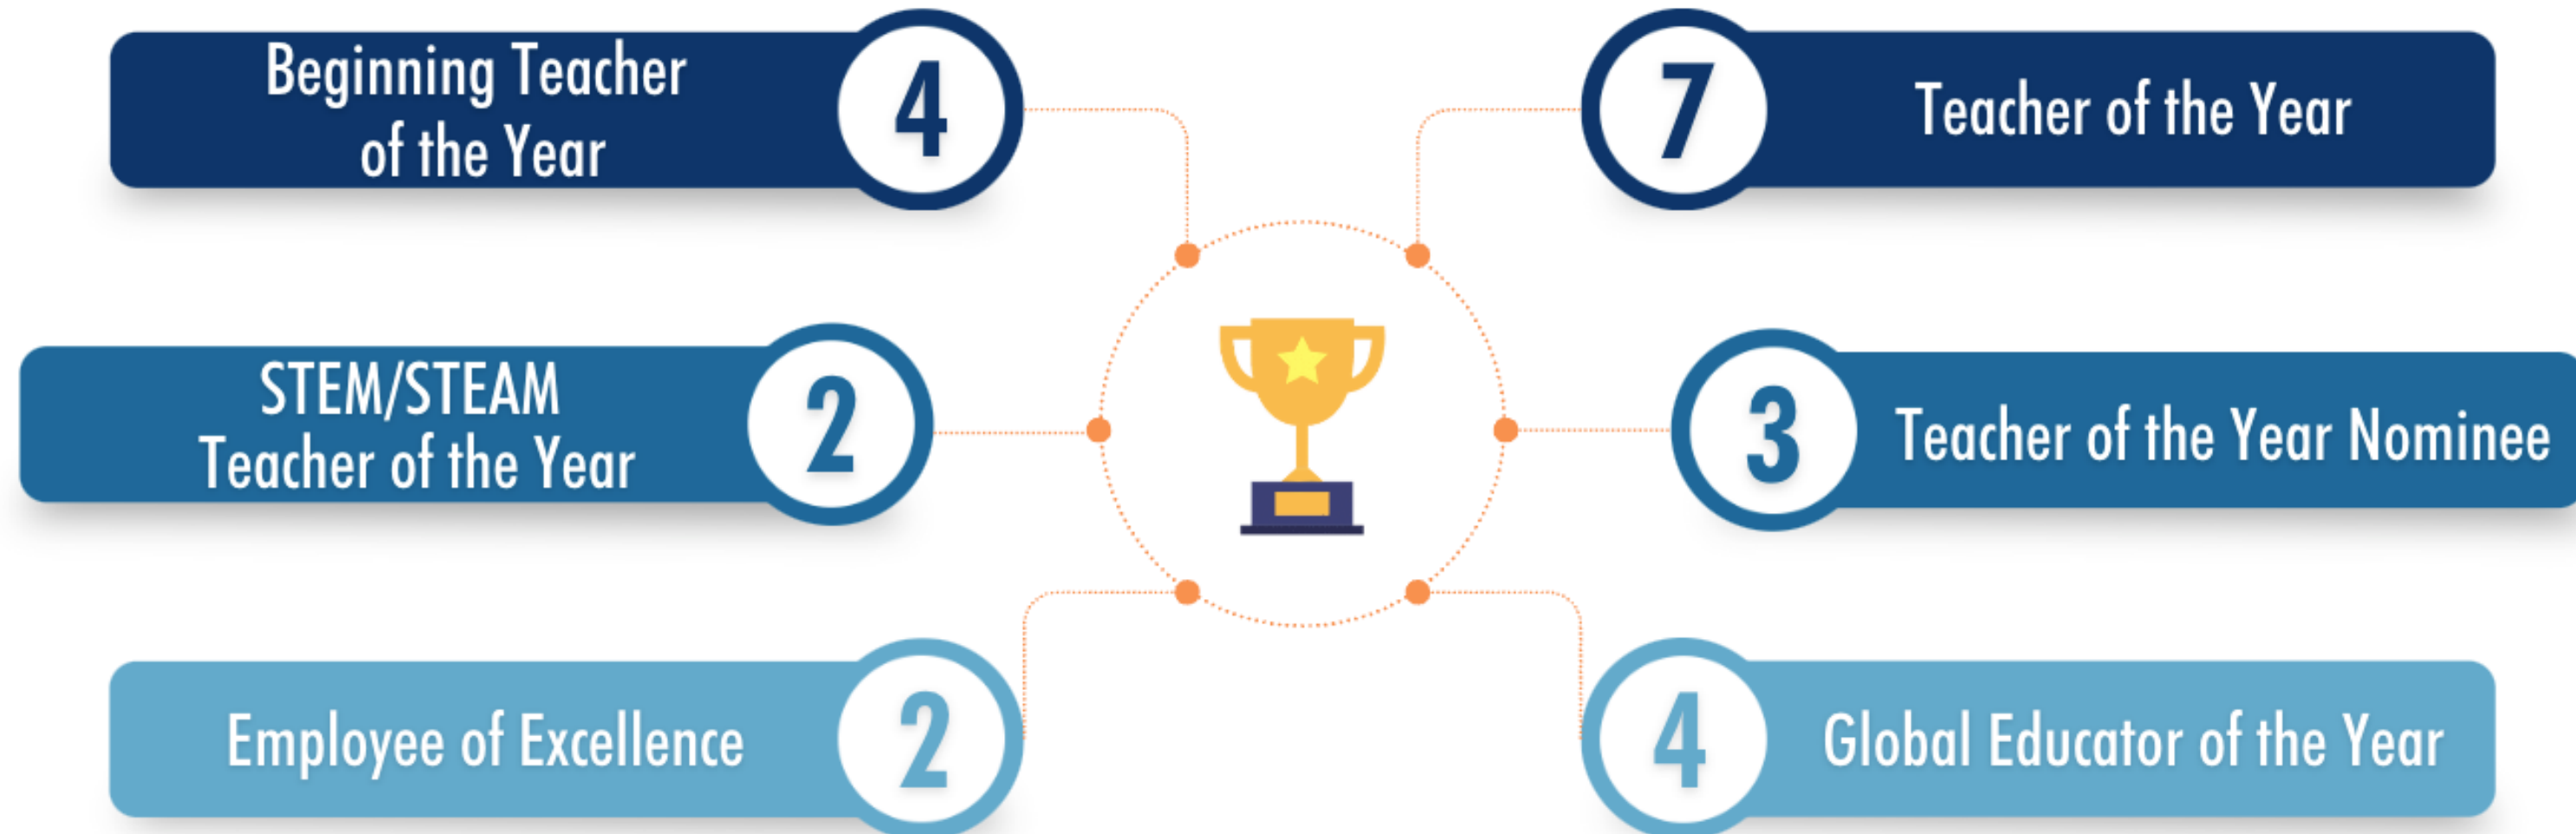 Beginning Teacher
of the Year
4
7
Teacher of the Year
STEM/STEAM
Teacher of the Year
2
3
Teacher of the Year Nominee
Employee of Excellence
2
4
Global Educator of the Year